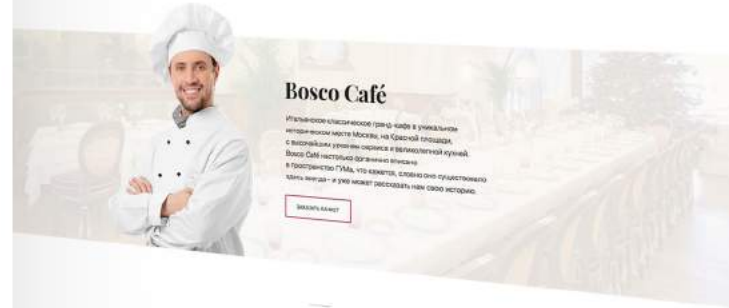 Bosco Café
Итальянское классическое гранд-кафе в уникальном
историческом месте Москвы, на Красной площади,
с высочайшим уровнем сервиса и великолепной кухней.
Bosco Café настолько органично вписано
в пространство ГУМа, что кажется, словно оно существовало
здесь всегда - и уже может рассказать нам свою историю.
ЗАКАЗАТЬ БАНКЕТ